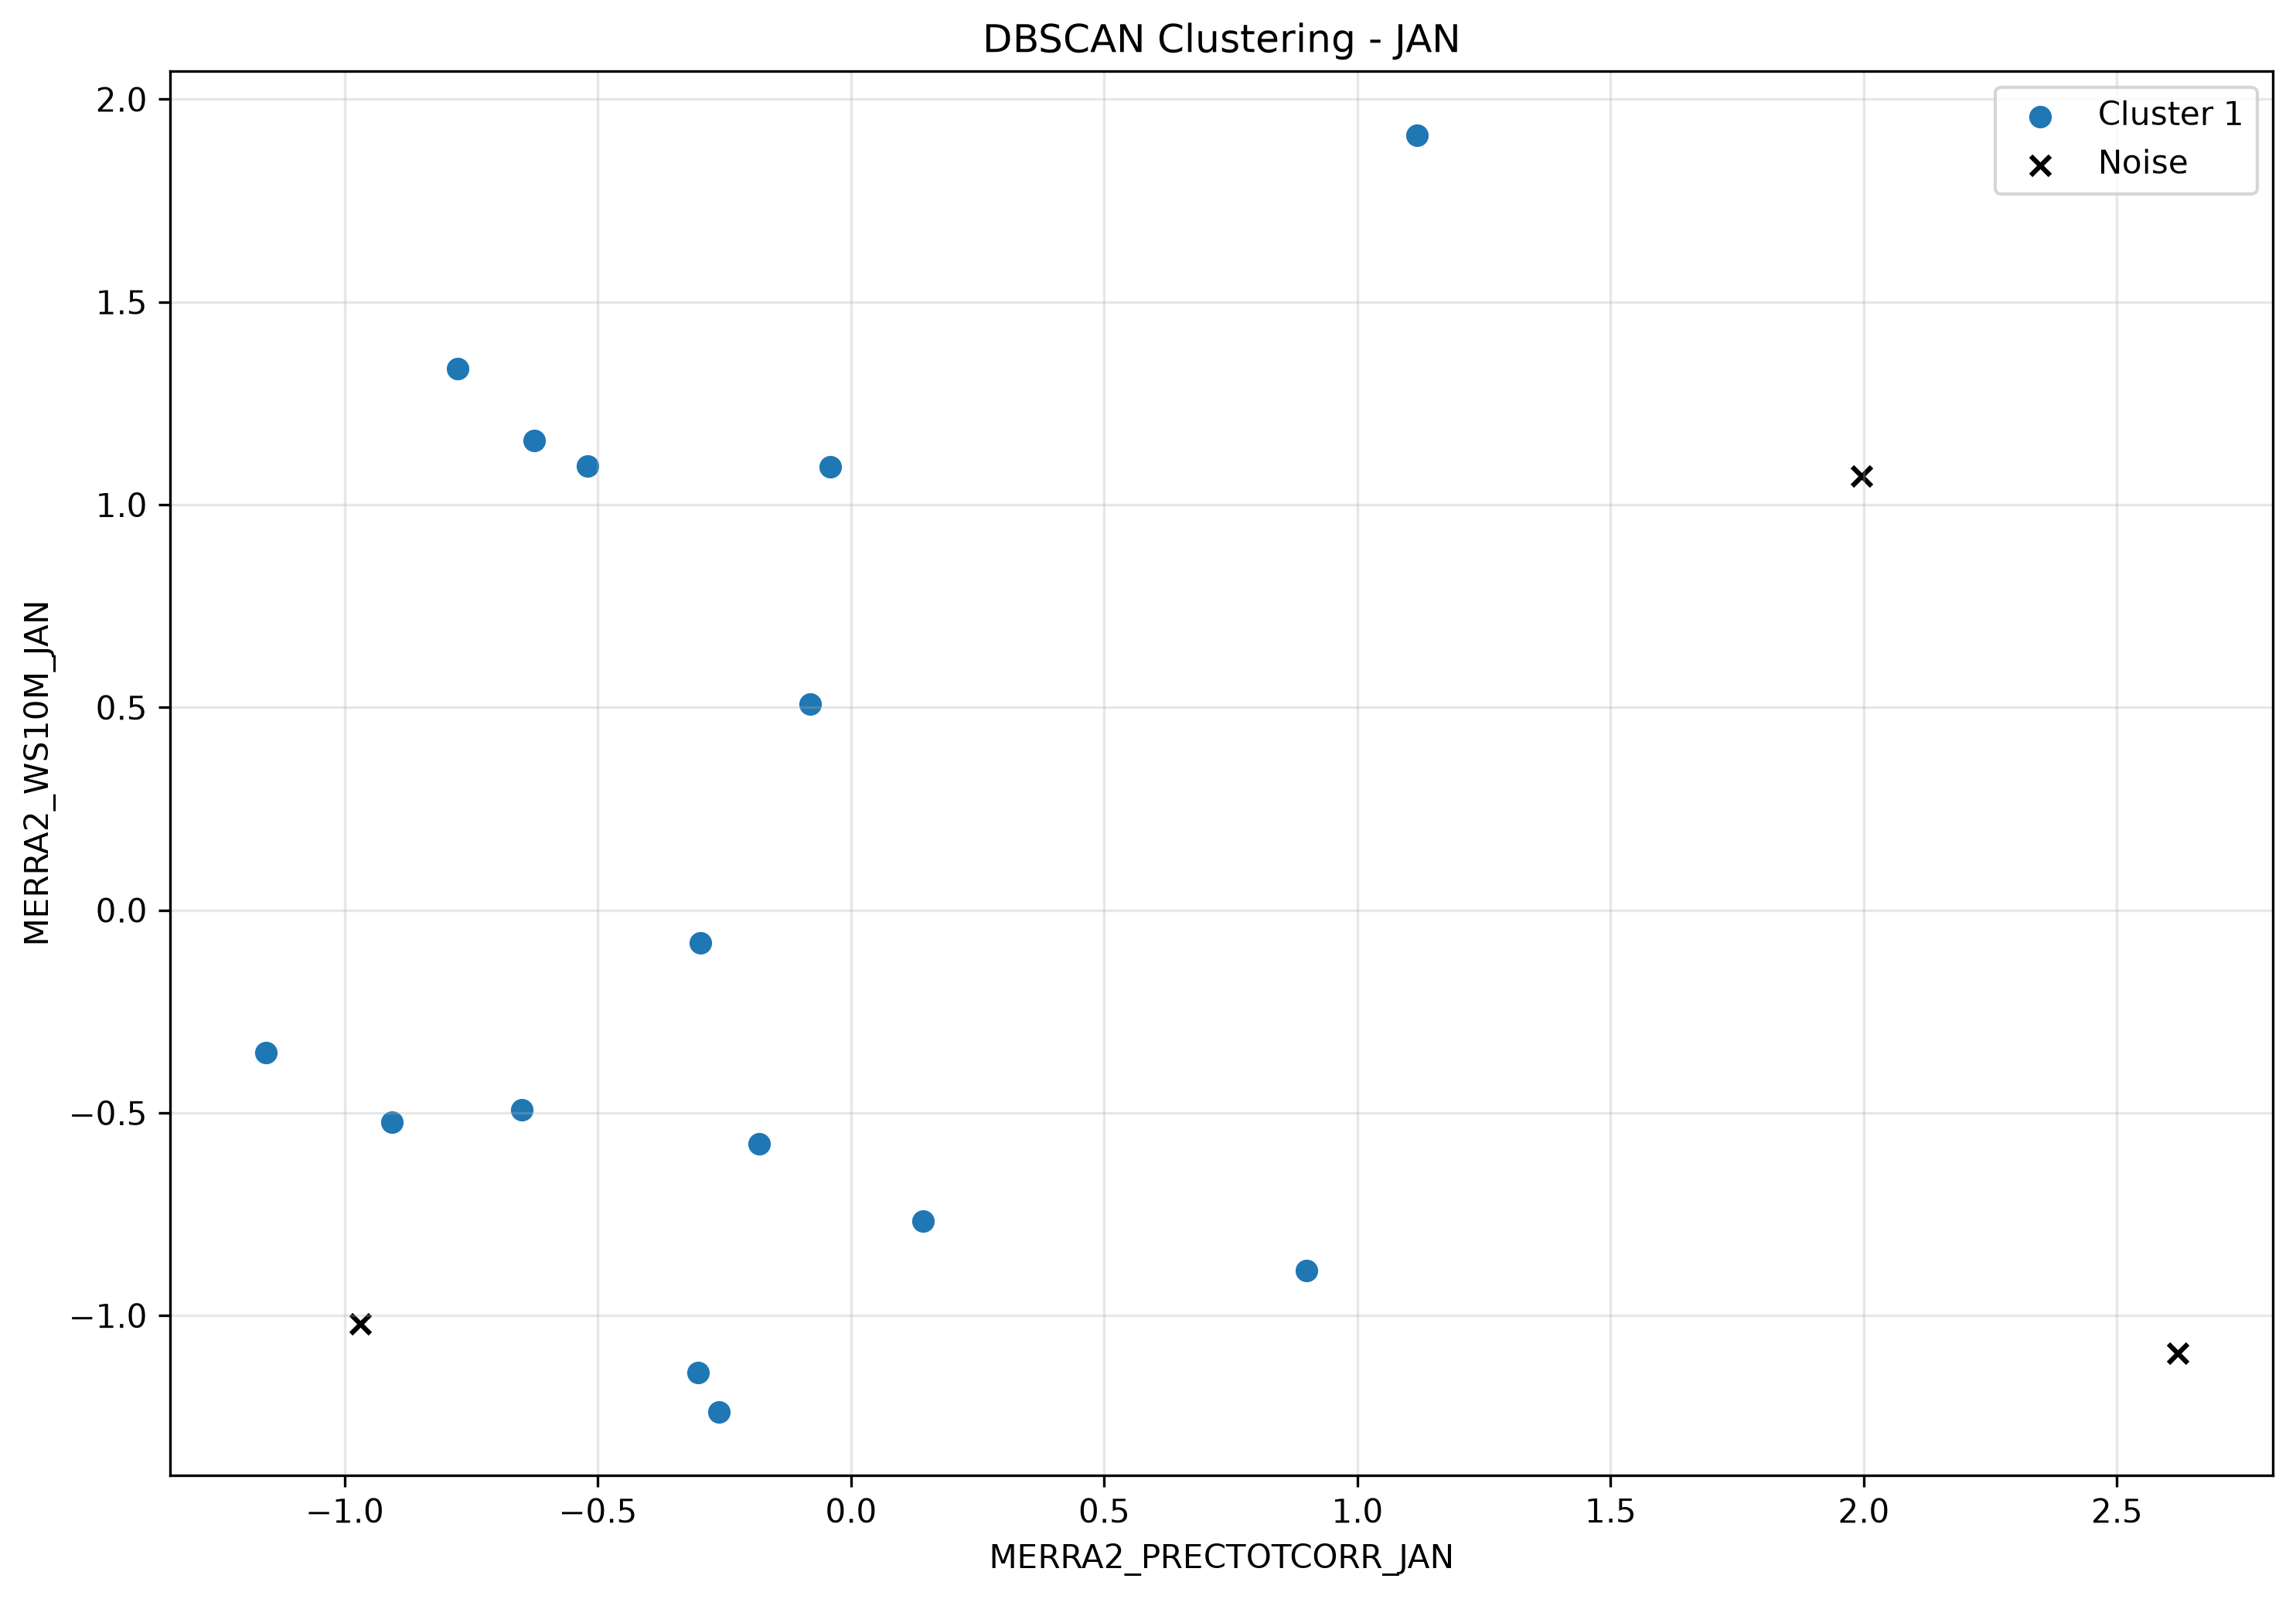 DBSCAN Clustering - JAN
Cluster 1
Noise
2.0
1.5
1.0
0.5
0.0
−0.5
−1.0
MERRA2_WS10M_JAN
−1.0 −0.5 0.0 0.5 1.0 1.5 2.0 2.5
MERRA2_PRECTOTCORR_JAN